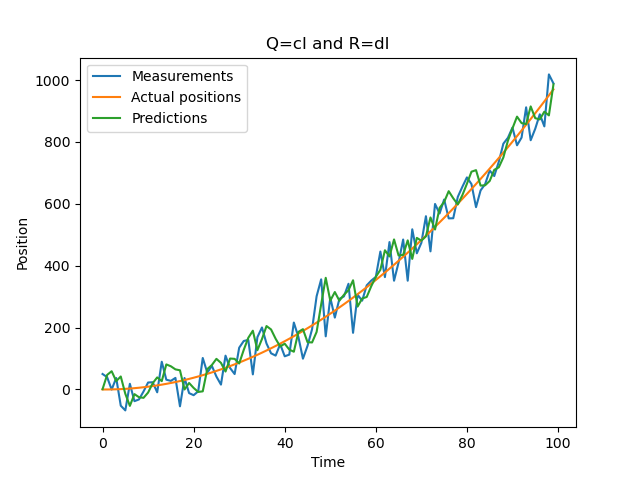 Q=cI and R=dI
Measurements
Actual positions
Predictions
1000
800
600
400
200
0
Position
0 20 40 60 80 100
Time